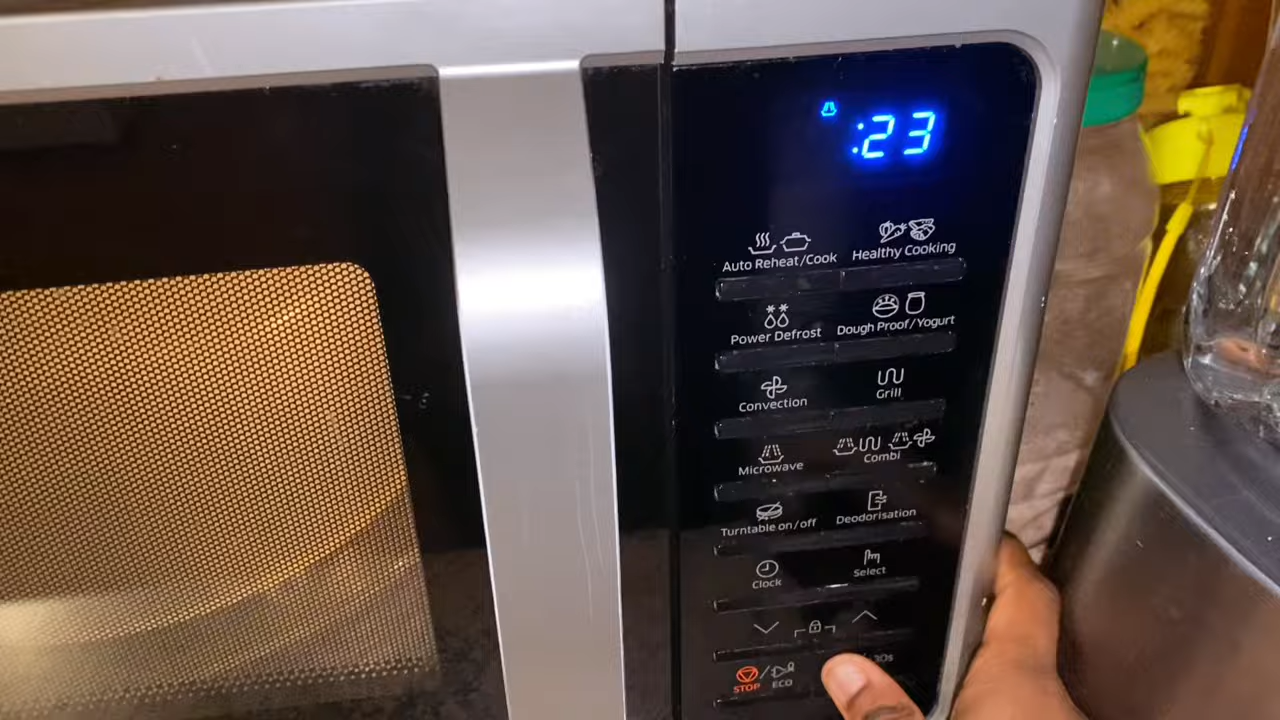 :23
Auto Reheat/Cook
Healthy Cooking
Power Defrost
Dough Proof/Yogurt
Convection
Grill
Microwave
Combi
Turntable on/off
Deodorisation
Clock
Select
STOP / ECO